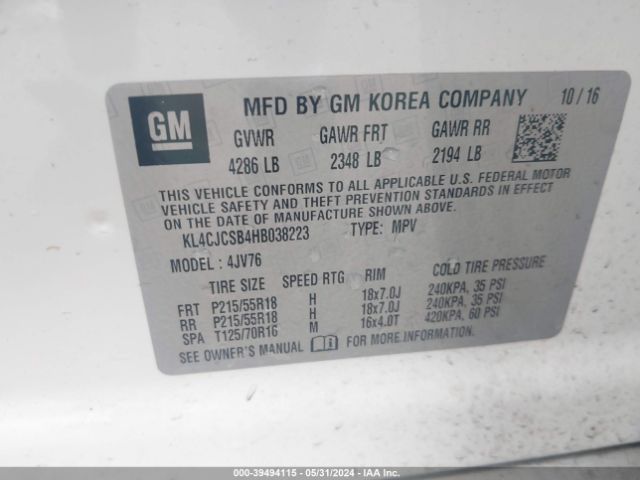 GM
MFD BY GM KOREA COMPANY 10/16
GVWR GAWR FRT GAWR RR
4286 LB 2348 LB 2194 LB
THIS VEHICLE CONFORMS TO ALL APPLICABLE U.S. FEDERAL MOTOR
VEHICLE SAFETY AND THEFT PREVENTION STANDARDS IN EFFECT
ON THE DATE OF MANUFACTURE SHOWN ABOVE.
KL4CJCSB4HB038223 TYPE: MPV
MODEL : 4JV76
TIRE SIZE SPEED RTG RIM COLD TIRE PRESSURE
FRT P215/55R18 H 18x7.0J 240KPA, 35 PSI
RR P215/55R18 H 18x7.0J 240KPA, 35 PSI
SPA T125/70R16 M 16x4.0T 420KPA, 60 PSI
SEE OWNER'S MANUAL FOR MORE INFORMATION.
000-39494115 - 05/31/2024 - IAA Inc.